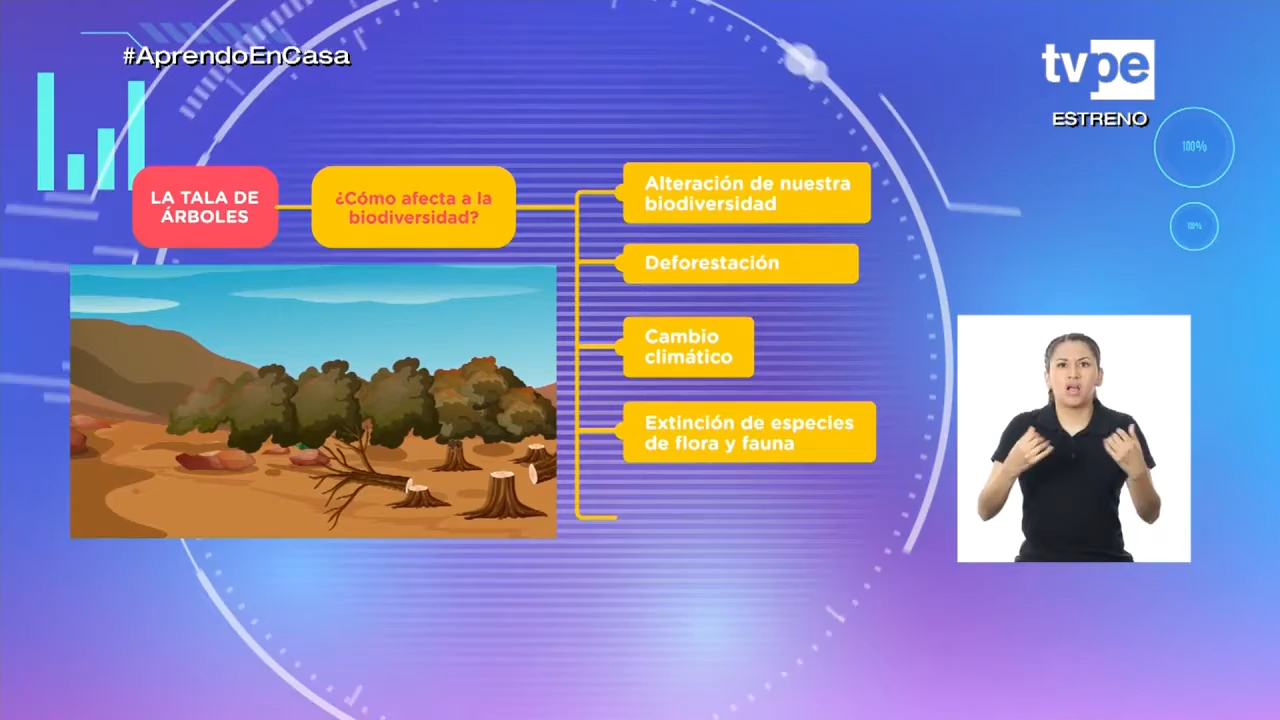 #AprendoEnCasa
tvpe
ESTRENO
100%
100%
LA TALA DE
ÁRBOLES
¿Cómo afecta a la
biodiversidad?
Alteración de nuestra
biodiversidad
Deforestación
Cambio
climático
Extinción de especies
de flora y fauna